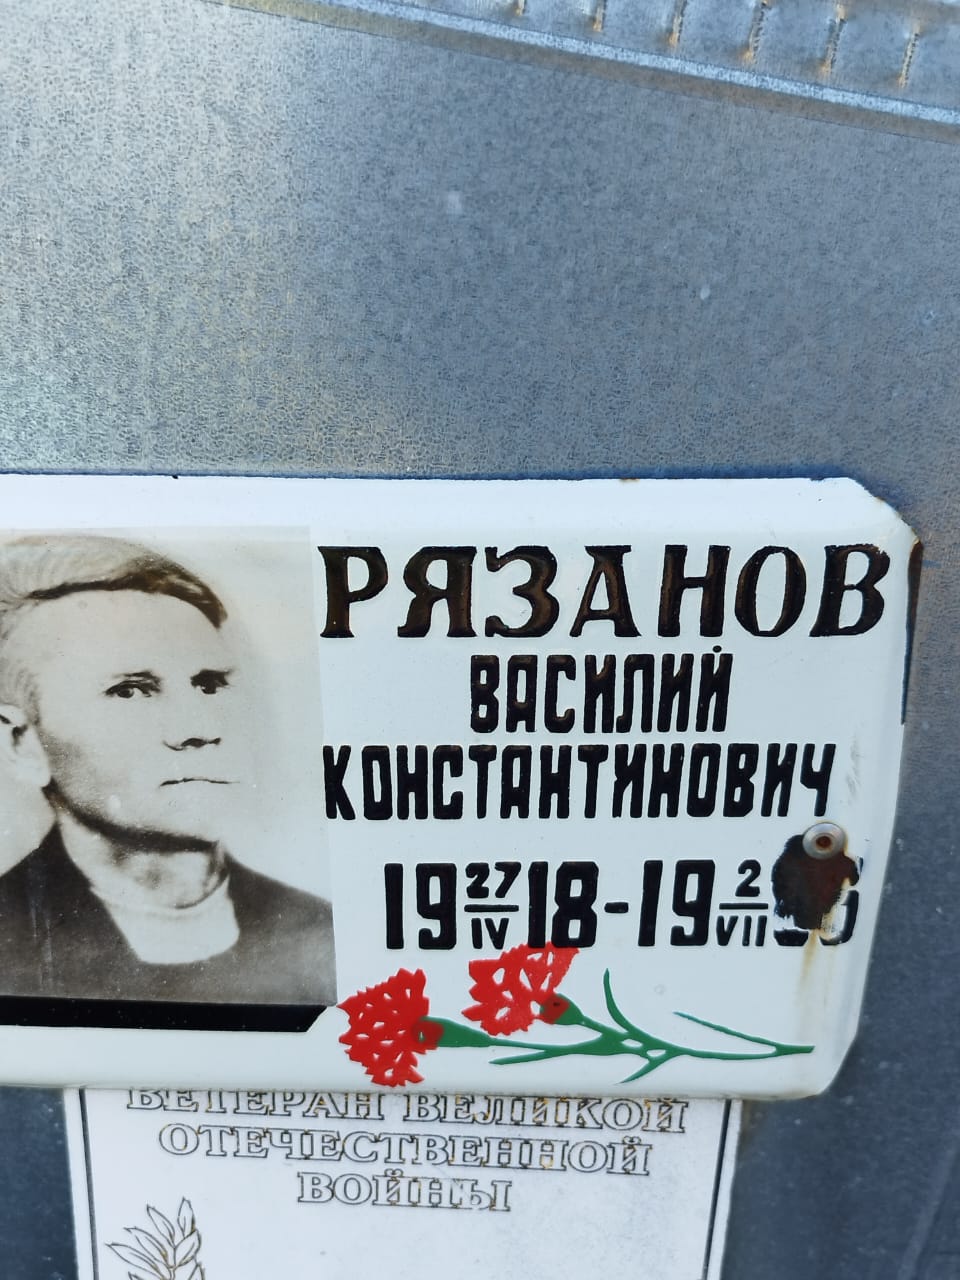 РЯЗАНОВ
ВАСИЛИЙ
КОНСТАНТИНОВИЧ
19 27/IV 18-19 2/VII
ВЕТЕРАН ВЕЛИКОЙ
ОТЕЧЕСТВЕННОЙ
ВОЙНЫ